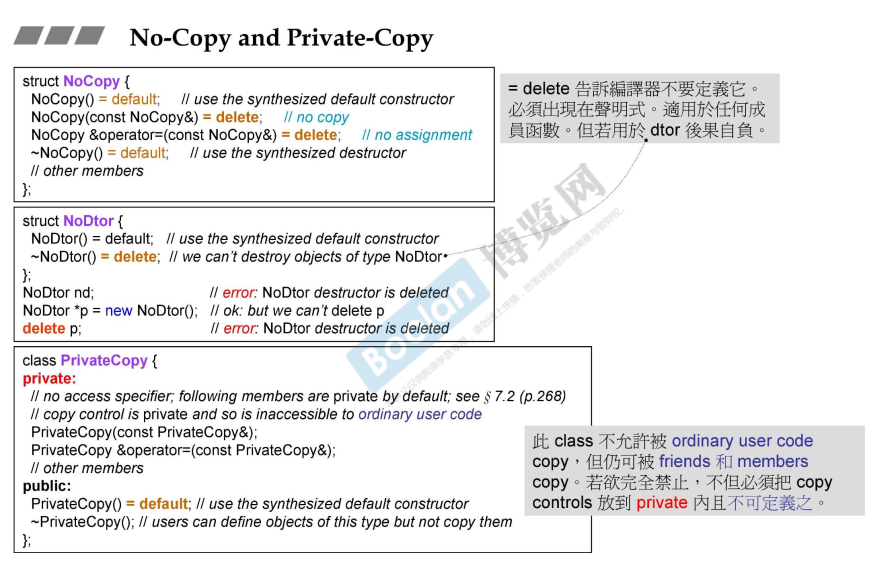 No-Copy and Private-Copy
struct NoCopy {
NoCopy() = default; // use the synthesized default constructor
NoCopy(const NoCopy&) = delete; // no copy
NoCopy &operator=(const NoCopy&) = delete; // no assignment
~NoCopy() = default; // use the synthesized destructor
// other members
};
= delete 告訴編譯器不要定義它。
必須出現在聲明式。適用於任何成
員函數。但若用於 dtor 後果自負。
struct NoDtor {
NoDtor() = default; // use the synthesized default constructor
~NoDtor() = delete; // we can't destroy objects of type NoDtor
};
NoDtor nd; // error: NoDtor destructor is deleted
NoDtor *p = new NoDtor(); // ok: but we can't delete p
delete p; // error: NoDtor destructor is deleted
class PrivateCopy {
private:
// no access specifier; following members are private by default; see § 7.2 (p.268)
// copy control is private and so is inaccessible to ordinary user code
PrivateCopy(const PrivateCopy&);
PrivateCopy &operator=(const PrivateCopy&);
// other members
public:
PrivateCopy() = default; // use the synthesized default constructor
~PrivateCopy(); // users can define objects of this type but not copy them
};
此 class 不允許被 ordinary user code
copy，但仍可被 friends 和 members
copy。若欲完全禁止，不但必須把 copy
controls 放到 private 內且不可定義之。
Boolan 博览网